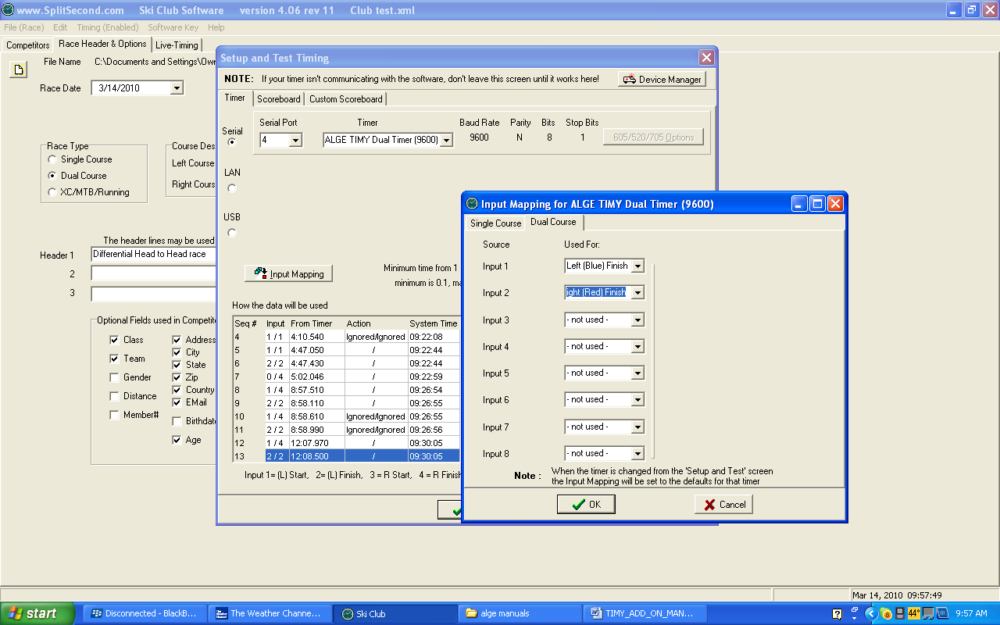 www.SplitSecond.com Ski Club Software version 4.06 rev 11 Club test.xml
File (Race) Edit Timing (Enabled) Software Key Help
Competitors Race Header & Options Live-Timing
File Name C:\Documents and Settings\Own
Race Date 3/14/2010
Race Type
Single Course
Dual Course
XC/MTB/Running
Course Des
Left Course
Right Cours
The header lines may be used
Header 1 Differential Head to Head race
2
3
Optional Fields used in Competito
Class
Team
Gender
Distance
Member#
Address
City
State
Zip
Country
EMail
Birthdate
Age
Setup and Test Timing
NOTE: If your timer isn't communicating with the software, don't leave this screen until it works here!
Device Manager
Timer Scoreboard Custom Scoreboard
Serial
LAN
USB
Serial Port Timer Baud Rate Parity Bits Stop Bits
4 ALGE TIMY Dual Timer (9600) 9600 N 8 1 605/520/705 Options
Input Mapping
Minimum time from 1
minimum is 0.1, ma
How the data will be used
Seq # Input From Timer Action System Time
4 1 / 1 4:10.540 Ignored/Ignored 09:22:08
5 1 / 1 4:47.050 / 09:22:44
6 2 / 2 4:47.430 / 09:22:44
7 0 / 4 5:02.046 / 09:22:59
8 1 / 4 8:57.510 / 09:26:54
9 2 / 2 8:58.110 / 09:26:55
10 1 / 4 8:58.610 Ignored/Ignored 09:26:55
11 2 / 2 8:58.990 Ignored/Ignored 09:26:56
12 1 / 4 12:07.970 / 09:30:05
13 2 / 2 12:08.500 / 09:30:05
Input 1= (L) Start, 2= (L) Finish, 3 = R Start, 4 = R Finish
Input Mapping for ALGE TIMY Dual Timer (9600)
Single Course Dual Course
Source Used For:
Input 1 Left (Blue) Finish
Input 2 ight (Red) Finish
Input 3 - not used -
Input 4 - not used -
Input 5 - not used -
Input 6 - not used -
Input 7 - not used -
Input 8 - not used -
Note : When the timer is changed from the 'Setup and Test' screen
the Input Mapping will be set to the defaults for that timer
OK Cancel
Mar 14, 2010 09:57:49
start Disconnected - BlackB... The Weather Channe... Ski Club alge manuals TIMY_ADD_ON_MAN... 44° 9:57 AM